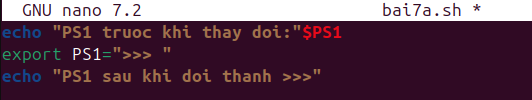 GNU nano 7.2 bai7a.sh *
echo "PS1 truoc khi thay doi:"$PS1
export PS1=">>> "
echo "PS1 sau khi doi thanh >>>"